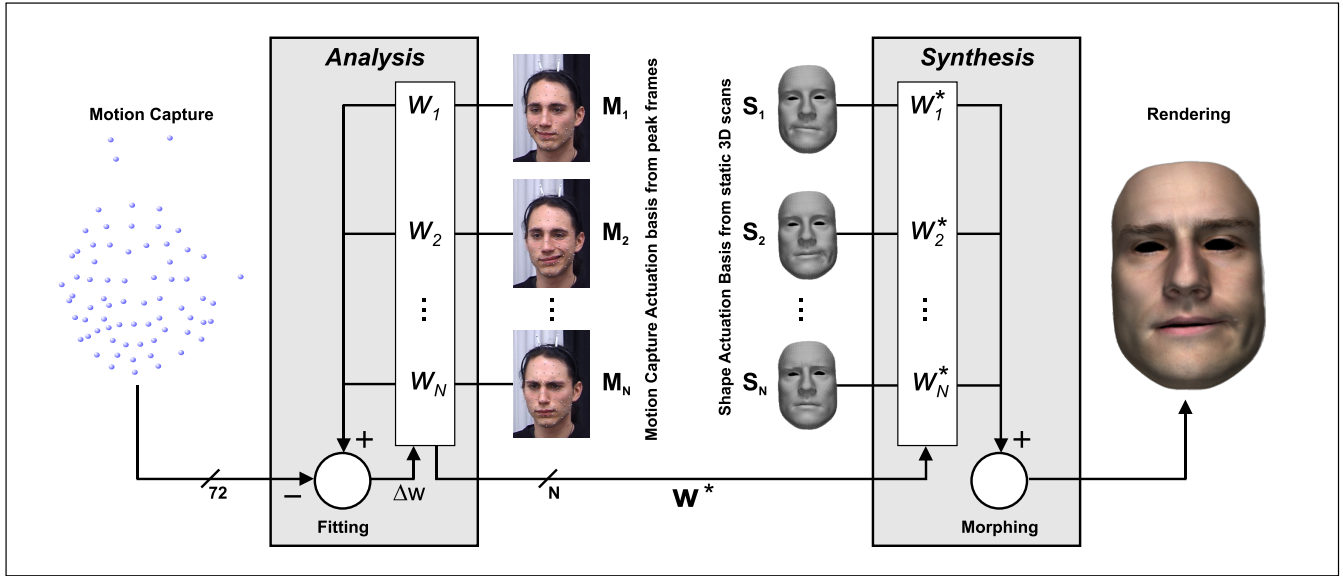 Analysis
Synthesis
Motion Capture
Rendering
W1
W2
⋮
WN
M1
M2
⋮
MN
Motion Capture Actuation basis from peak frames
Shape Actuation Basis from static 3D scans
S1
S2
⋮
SN
W*1
W*2
⋮
W*N
+
−
72
Δw
Fitting
N
w*
+
Morphing